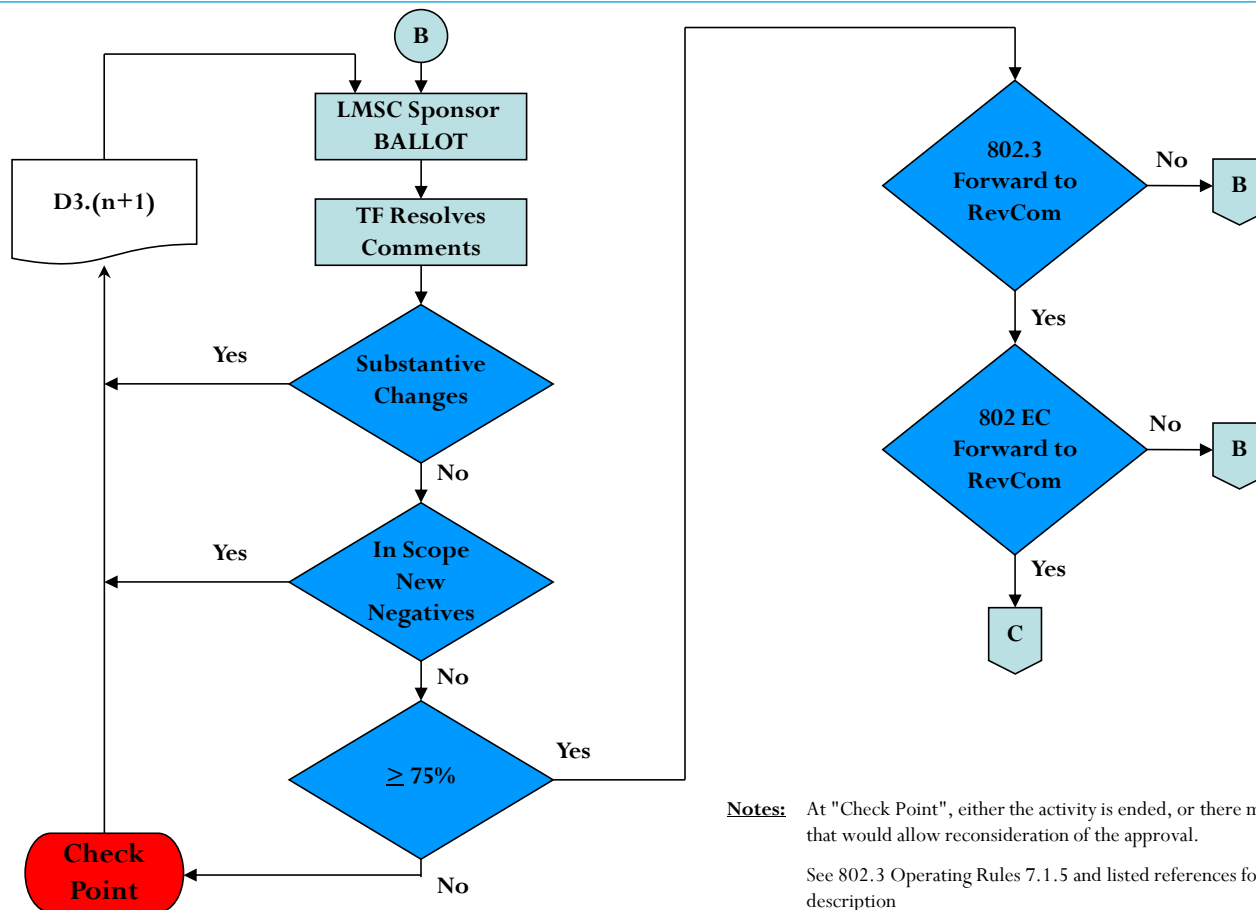 B
LMSC Sponsor
BALLOT
D3.(n+1)
TF Resolves
Comments
Substantive
Changes
Yes
No
In Scope
New
Negatives
Yes
No
≥ 75%
Yes
No
Check
Point
802.3
Forward to
RevCom
No
B
Yes
802 EC
Forward to
RevCom
No
B
Yes
C
Notes: At "Check Point", either the activity is ended, or there
that would allow reconsideration of the approval.
See 802.3 Operating Rules 7.1.5 and listed references
description